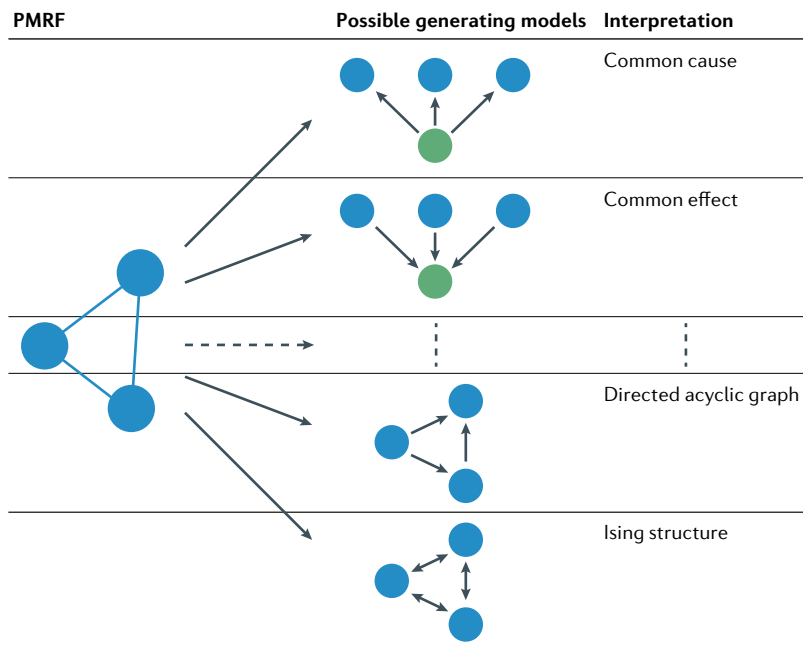 PMRF Possible generating models Interpretation
Common cause
Common effect
Directed acyclic graph
Ising structure